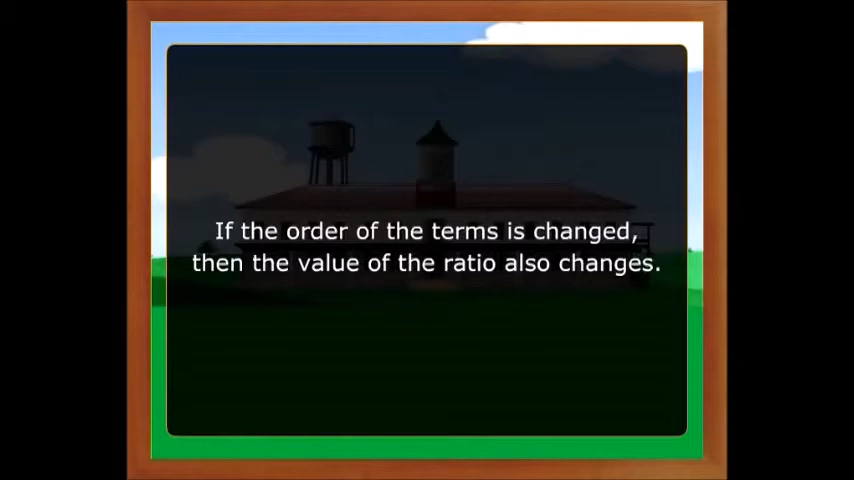 If the order of the terms is changed,
then the value of the ratio also changes.